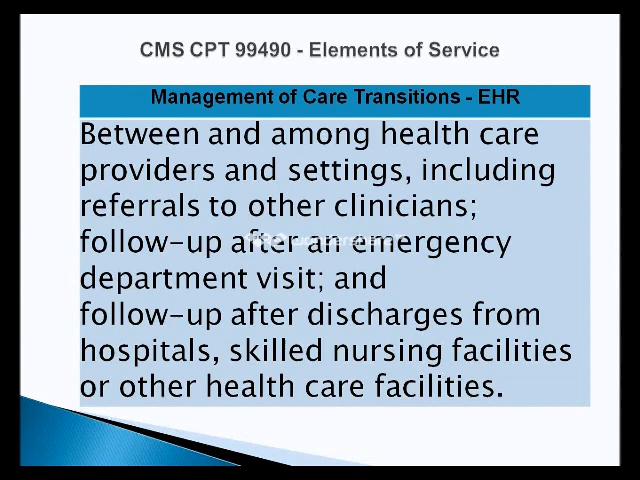 CMS CPT 99490 - Elements of Service
Management of Care Transitions - EHR
Between and among health care
providers and settings, including
referrals to other clinicians;
follow-up after an emergency
department visit; and
follow-up after discharges from
hospitals, skilled nursing facilities
or other health care facilities.